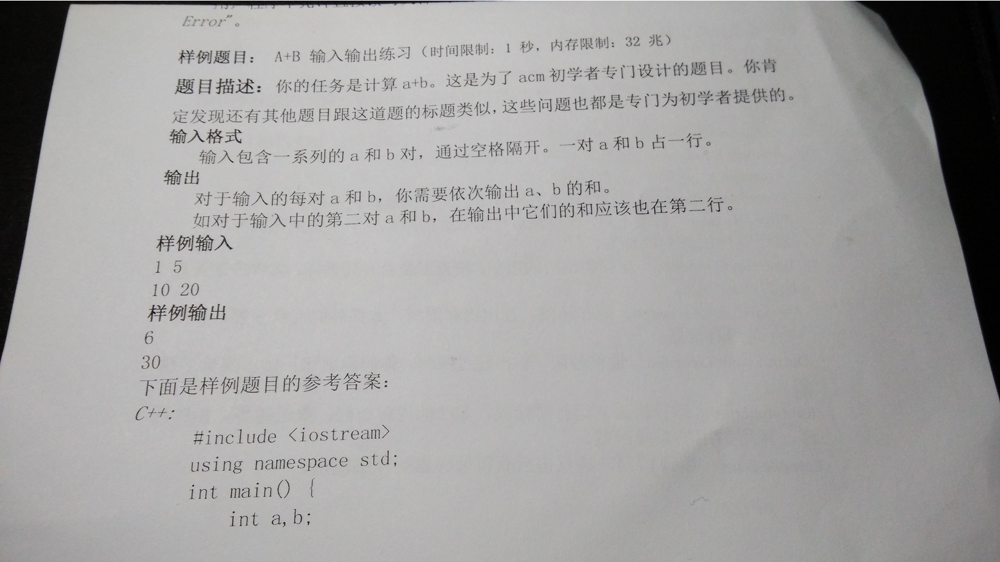 Error”。
样例题目： A+B 输入输出练习（时间限制：1 秒，内存限制：32 兆）
题目描述：你的任务是计算 a+b。这是为了 acm 初学者专门设计的题目。你肯
定发现还有其他题目跟这道题的标题类似,这些问题也都是专门为初学者提供的。
输入格式
输入包含一系列的 a 和 b 对，通过空格隔开。一对 a 和 b 占一行。
输出
对于输入的每对 a 和 b，你需要依次输出 a、b 的和。
如对于输入中的第二对 a 和 b，在输出中它们的和应该也在第二行。
样例输入
1 5
10 20
样例输出
6
30
下面是样例题目的参考答案：
C++:
#include <iostream>
using namespace std;
int main() {
int a,b;